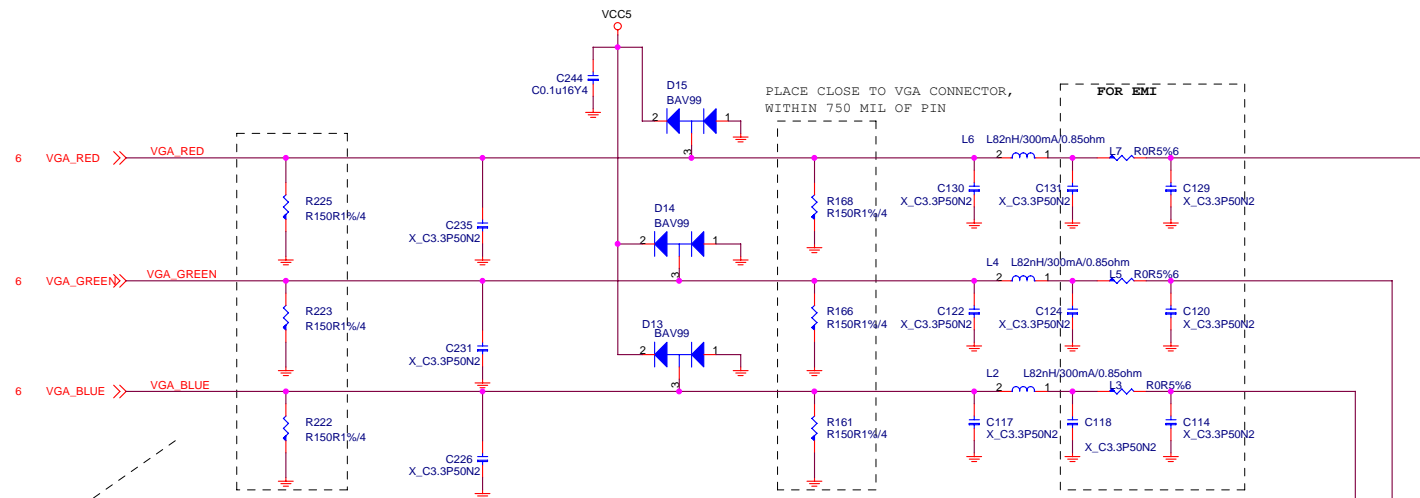 VCC5
C244
C0.1u16Y4
D15
BAV99
2
1
3
PLACE CLOSE TO VGA CONNECTOR,
WITHIN 750 MIL OF PIN
FOR EMI
6 VGA_RED VGA_RED
L6 L82nH/300mA/0.85ohm
2 1
L7 R0R5%6
R225
R150R1%/4
C235
X_C3.3P50N2
D14
BAV99
2
1
3
R168
R150R1%/4
C130
X_C3.3P50N2
C131
X_C3.3P50N2
C129
X_C3.3P50N2
6 VGA_GREEN VGA_GREEN
L4 L82nH/300mA/0.85ohm
2 1
L5 R0R5%6
R223
R150R1%/4
C231
X_C3.3P50N2
D13
BAV99
2
1
3
R166
R150R1%/4
C122
X_C3.3P50N2
C124
X_C3.3P50N2
C120
X_C3.3P50N2
6 VGA_BLUE VGA_BLUE
L2 L82nH/300mA/0.85ohm
2 1
L3 R0R5%6
R222
R150R1%/4
C226
X_C3.3P50N2
R161
R150R1%/4
C117
X_C3.3P50N2
C118
X_C3.3P50N2
C114
X_C3.3P50N2